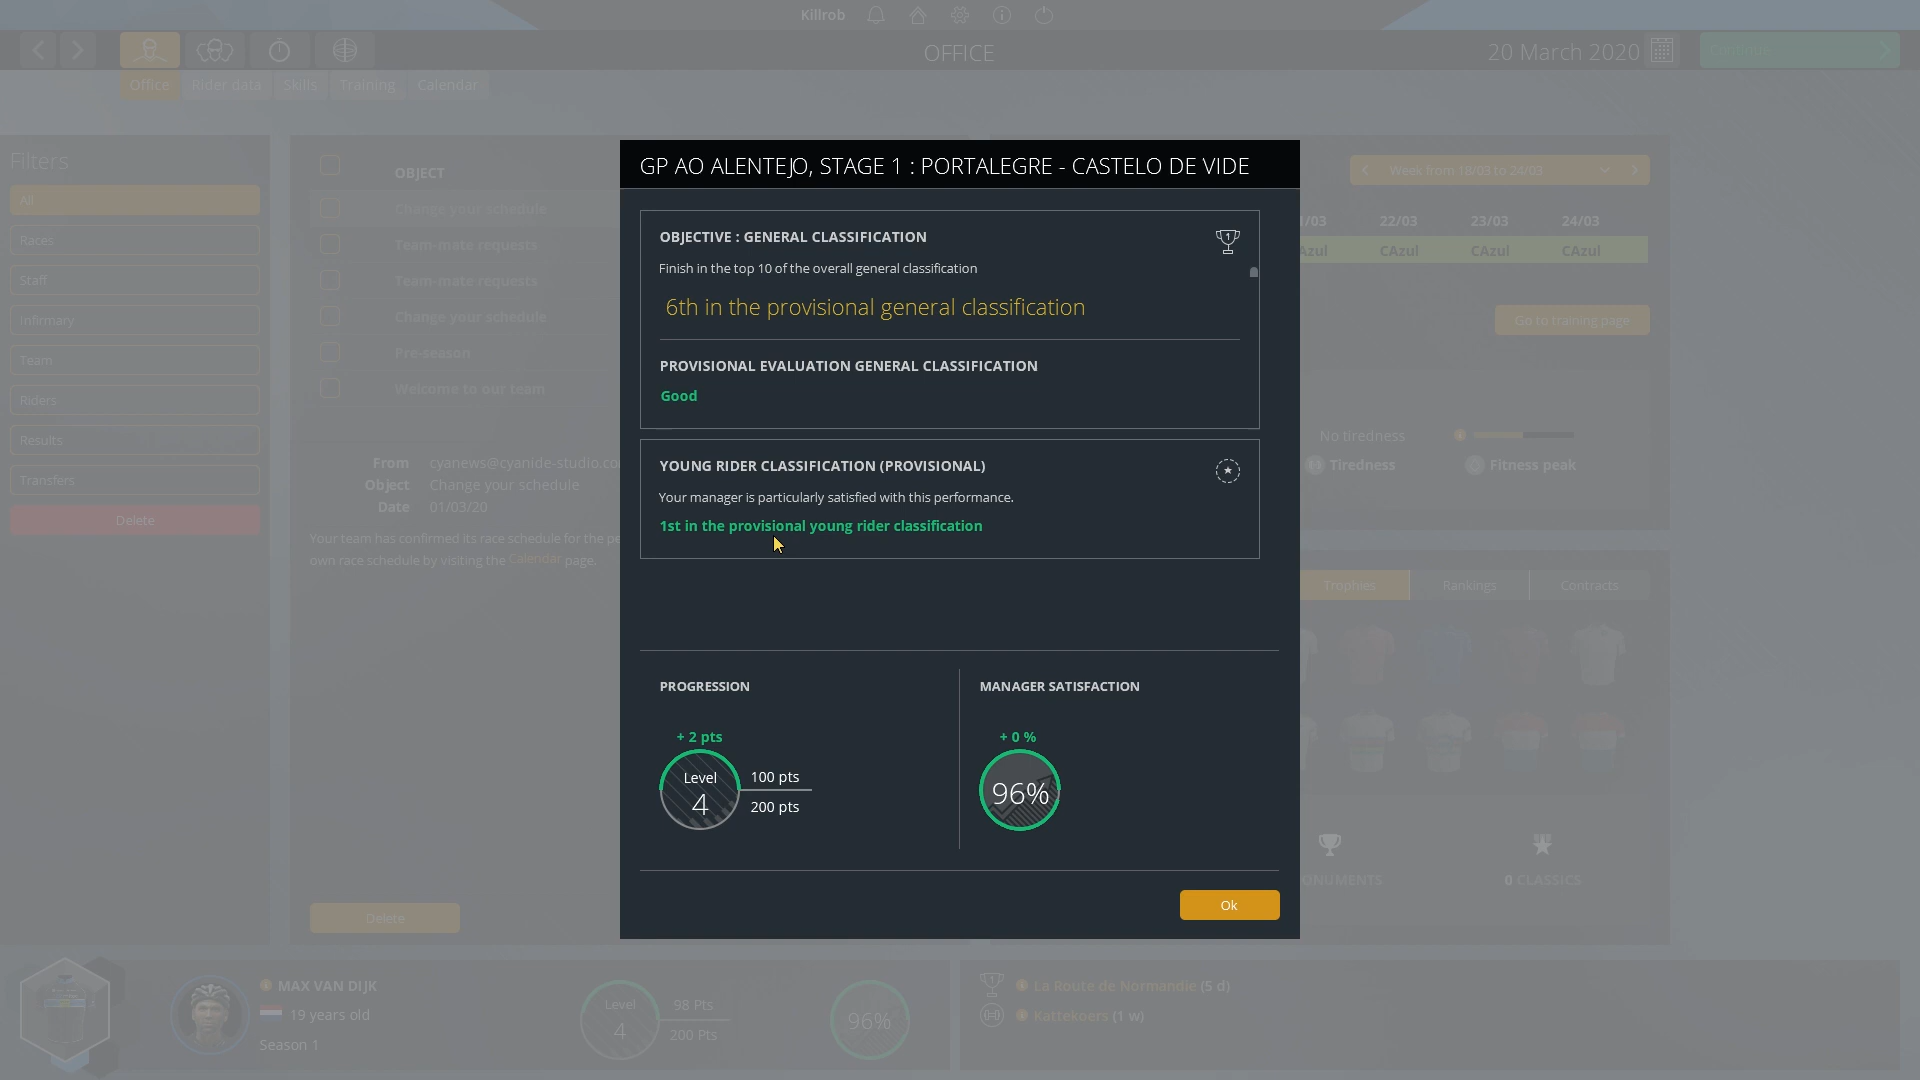 Killrob
OFFICE
20 March 2020
Continue
Office
Rider data
Skills
Training
Calendar
Filters
All
Races
Staff
Infirmary
Team
Riders
Results
Transfers
Delete
OBJECT
Change your schedule
Team-mate requests
Team-mate requests
Change your schedule
Pre-season
Welcome to our team
From cyanews@cyanide-studio.co
Object Change your schedule
Date 01/03/20
Your team has confirmed its race schedule for the pe
own race schedule by visiting the Calendar page.
Delete
GP AO ALENTEJO, STAGE 1 : PORTALEGRE - CASTELO DE VIDE
OBJECTIVE : GENERAL CLASSIFICATION
Finish in the top 10 of the overall general classification
6th in the provisional general classification
PROVISIONAL EVALUATION GENERAL CLASSIFICATION
Good
YOUNG RIDER CLASSIFICATION (PROVISIONAL)
Your manager is particularly satisfied with this performance.
1st in the provisional young rider classification
PROGRESSION
+ 2 pts
Level
4
100 pts
200 pts
MANAGER SATISFACTION
+ 0 %
96%
Ok
Week from 18/03 to 24/03
1/03 22/03 23/03 24/03
Azul CAzul CAzul CAzul
Go to training page
No tiredness
Tiredness
Fitness peak
Trophies
Rankings
Contracts
ONUMENTS
0 CLASSICS
MAX VAN DIJK
19 years old
Season 1
Level
4
98 Pts
200 Pts
96%
La Route de Normandie (5 d)
Kattekoers (1 w)